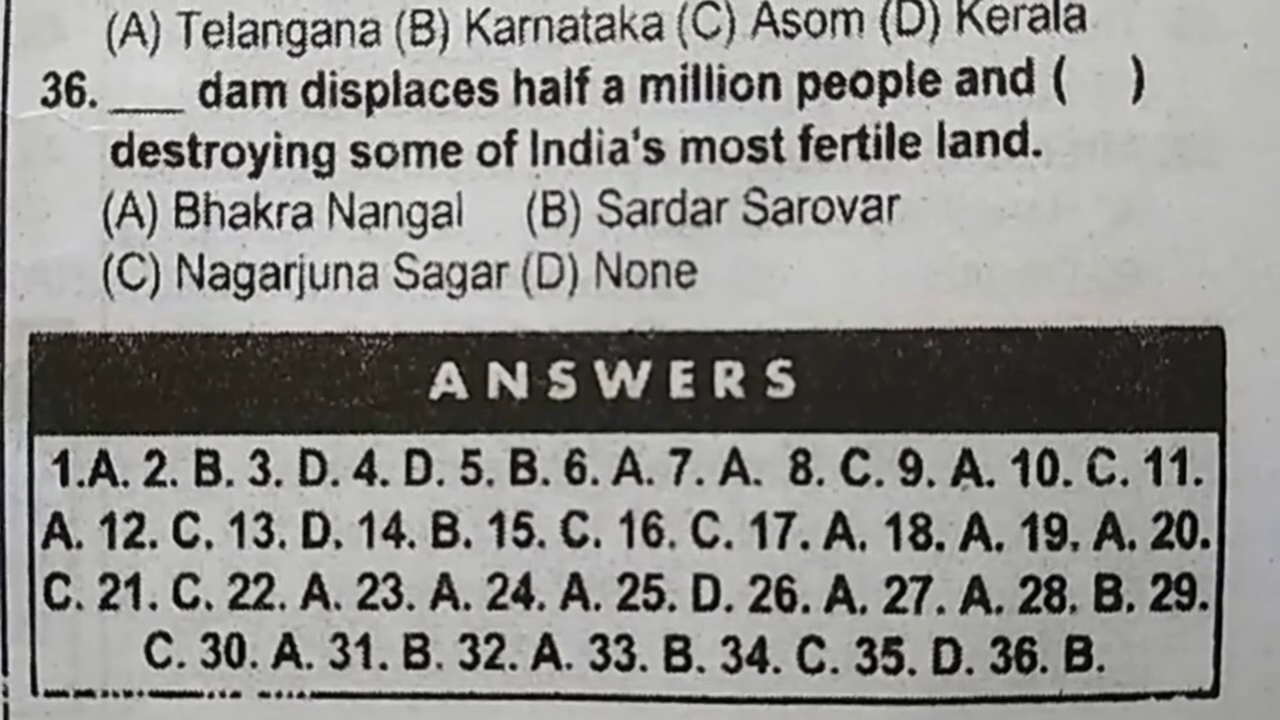 (A) Telangana (B) Karnataka (C) Asom (D) Kerala
36. ___ dam displaces half a million people and ( )
destroying some of India's most fertile land.
(A) Bhakra Nangal (B) Sardar Sarovar
(C) Nagarjuna Sagar (D) None
ANSWERS
1.A. 2. B. 3. D. 4. D. 5. B. 6. A. 7. A. 8. C. 9. A. 10. C. 11.
A. 12. C. 13. D. 14. B. 15. C. 16. C. 17. A. 18. A. 19. A. 20.
C. 21. C. 22. A. 23. A. 24. A. 25. D. 26. A. 27. A. 28. B. 29.
C. 30. A. 31. B. 32. A. 33. B. 34. C. 35. D. 36. B.